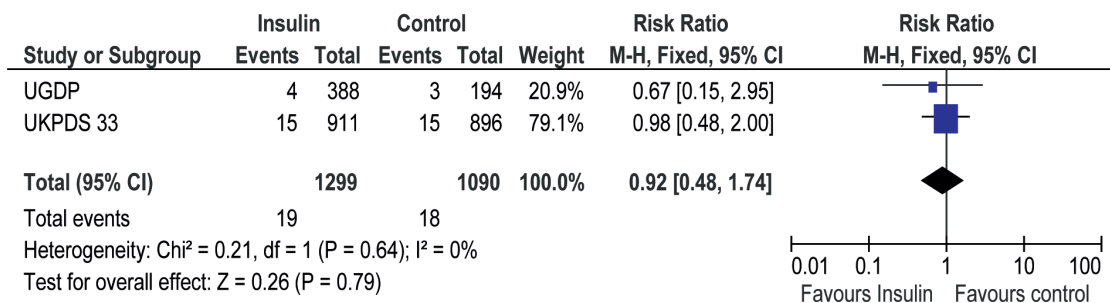 Insulin Control Risk Ratio Risk Ratio
Study or Subgroup Events Total Events Total Weight M-H, Fixed, 95% CI M-H, Fixed, 95% CI
UGDP 4 388 3 194 20.9% 0.67 [0.15, 2.95]
UKPDS 33 15 911 15 896 79.1% 0.98 [0.48, 2.00]
Total (95% CI) 1299 1090 100.0% 0.92 [0.48, 1.74]
Total events 19 18
Heterogeneity: Chi² = 0.21, df = 1 (P = 0.64); I² = 0%
Test for overall effect: Z = 0.26 (P = 0.79)
0.01 0.1 1 10 100
Favours Insulin Favours control